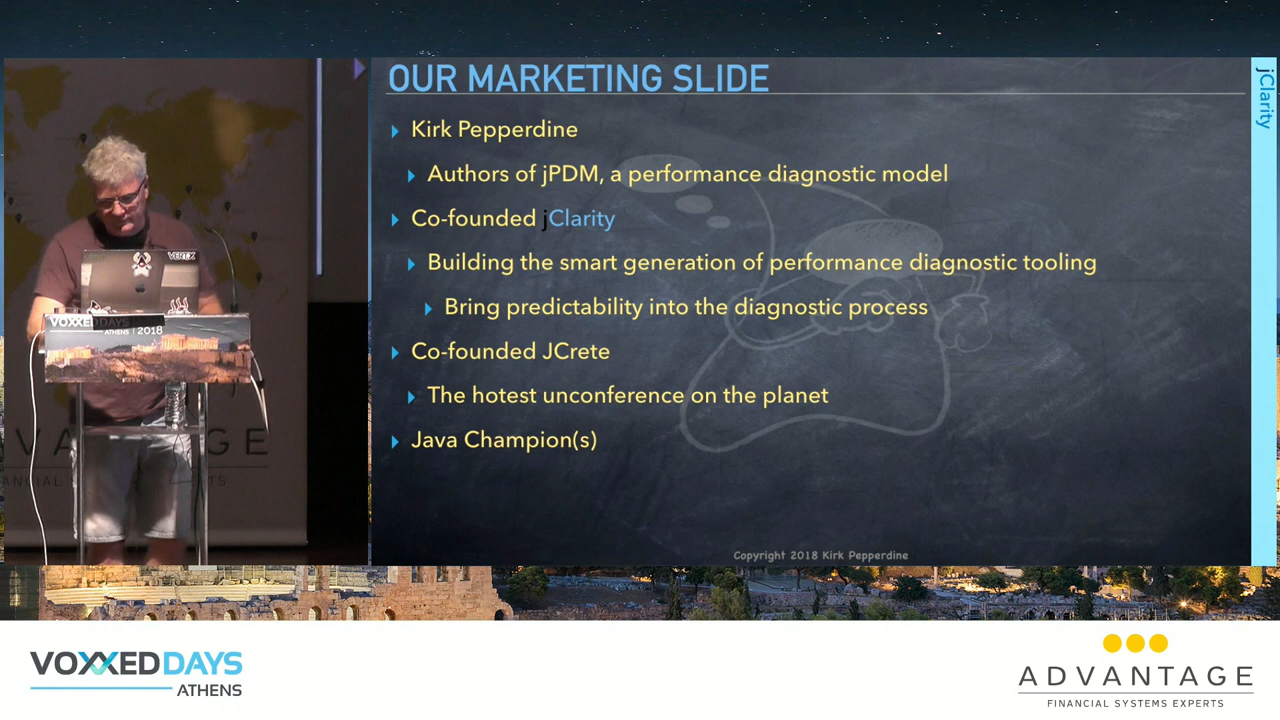 OUR MARKETING SLIDE
Kirk Pepperdine
Authors of jPDM, a performance diagnostic model
Co-founded jClarity
Building the smart generation of performance diagnostic tooling
Bring predictability into the diagnostic process
Co-founded JCrete
The hotest unconference on the planet
Java Champion(s)
Copyright 2018 Kirk Pepperdine
jClarity
VOXXED DAYS
ATHENS | 2018
VOXXED DAYS
ATHENS
ADVANTAGE
FINANCIAL SYSTEMS EXPERTS